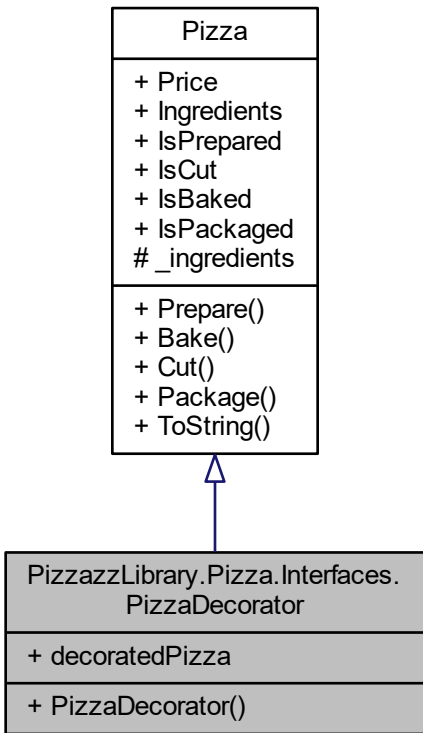 Pizza
+ Price
+ Ingredients
+ IsPrepared
+ IsCut
+ IsBaked
+ IsPackaged
# _ingredients
+ Prepare()
+ Bake()
+ Cut()
+ Package()
+ ToString()
PizzazzLibrary.Pizza.Interfaces.
PizzaDecorator
+ decoratedPizza
+ PizzaDecorator()